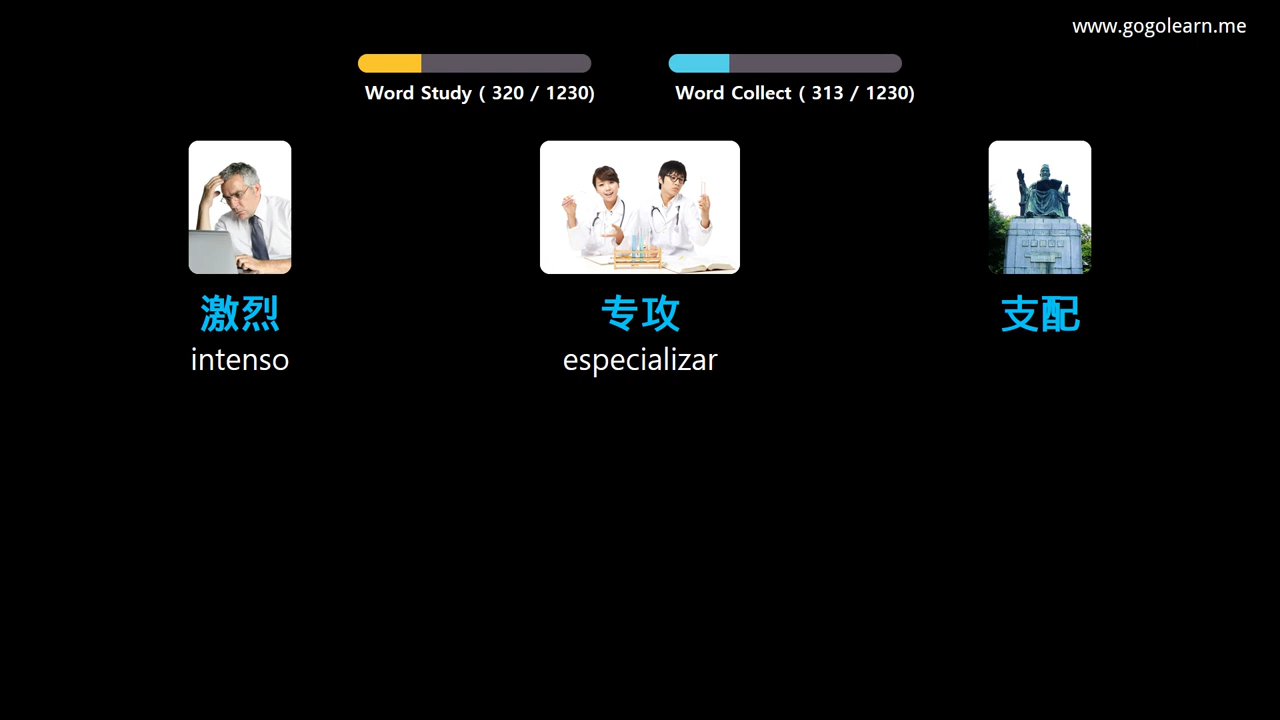 www.gogolearn.me
Word Study ( 320 / 1230)
Word Collect ( 313 / 1230)
激烈
专攻
支配
intenso
especializar